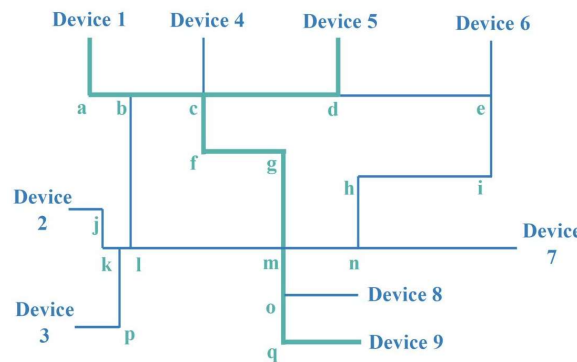 Device 1
Device 4
Device 5
Device 6
a
b
c
d
e
f
g
h
i
Device
2
j
k
l
m
n
Device
7
Device
3
p
o
Device 8
q
Device 9